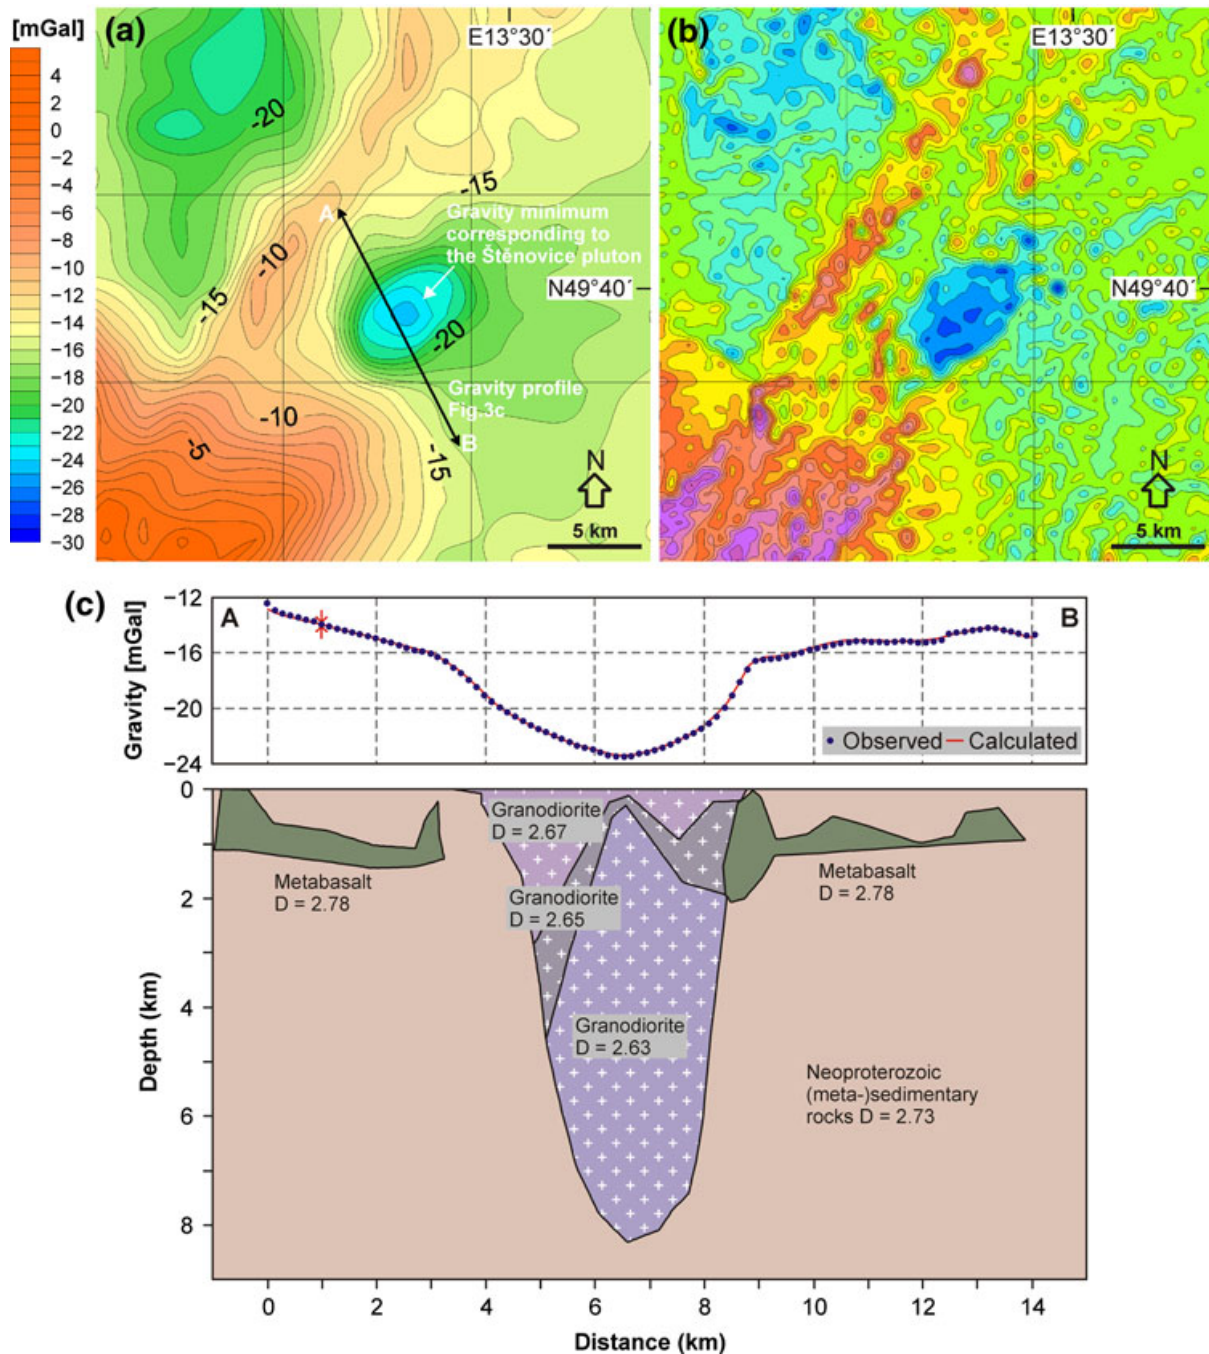 [mGal]
4
2
0
−2
−4
−6
−8
−10
−12
−14
−16
−18
−20
−22
−24
−26
−28
−30
(a)
E13°30´
-20
-15
A
Gravity minimum
corresponding to
the Štěnovice pluton
-10
-15
N49°40´
-20
Gravity profile
Fig.3c
-10
-5
B
-15
N
5 km
(b)
E13°30´
N49°40´
N
5 km
(c)
Gravity [mGal]
−12
−16
−20
−24
A
B
Observed
Calculated
Depth (km)
0
2
4
6
8
Granodiorite
D = 2.67
Metabasalt
D = 2.78
Granodiorite
D = 2.65
Metabasalt
D = 2.78
Granodiorite
D = 2.63
Neoproterozoic
(meta-)sedimentary
rocks D = 2.73
0 2 4 6 8 10 12 14
Distance (km)